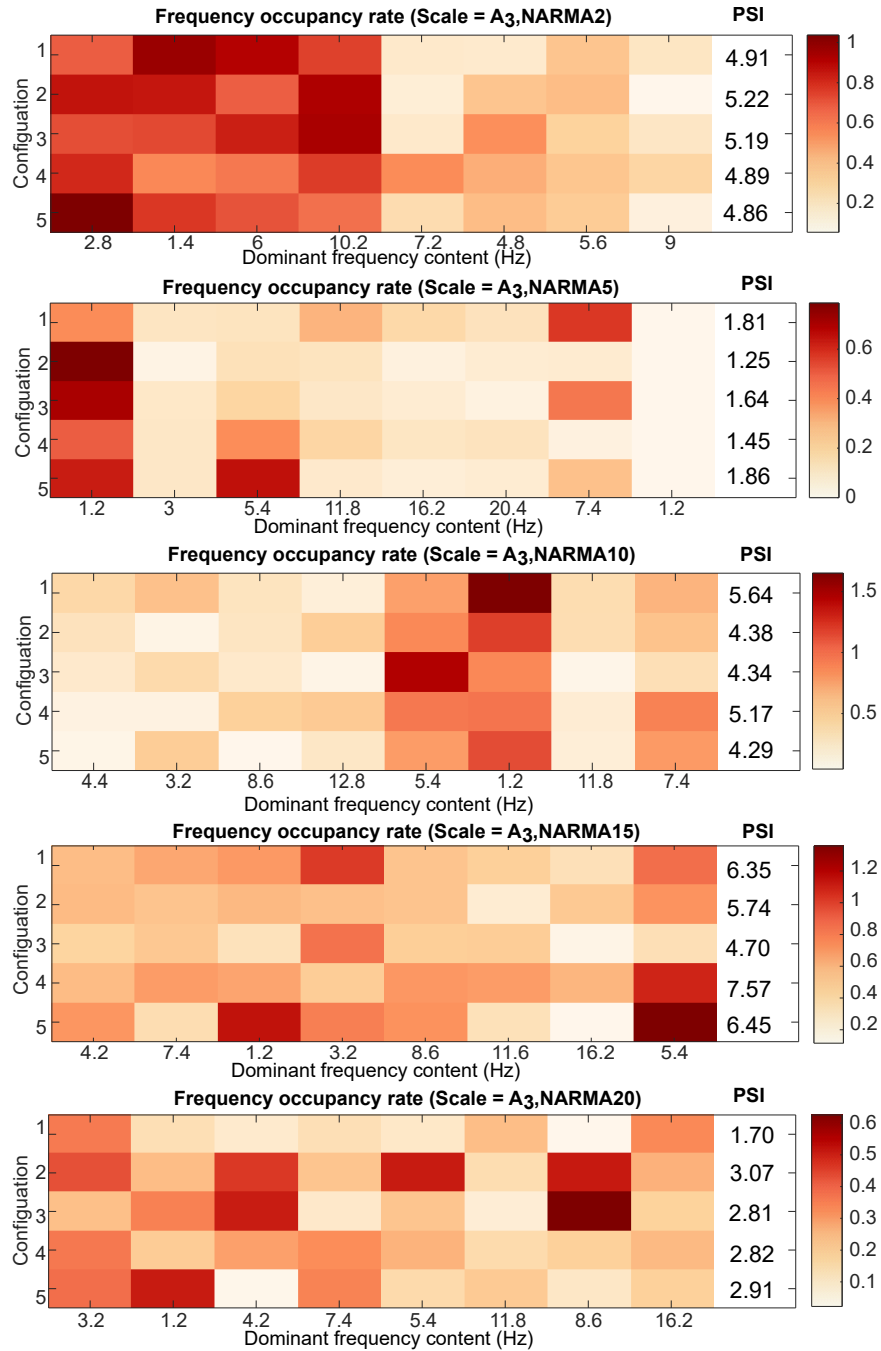 Frequency occupancy rate (Scale = A3,NARMA2) PSI
1 4.91 1
2 5.22 0.8
3 5.19 0.6
4 4.89 0.4
5 4.86 0.2
Configuation
2.8 1.4 6 10.2 7.2 4.8 5.6 9
Dominant frequency content (Hz)
Frequency occupancy rate (Scale = A3,NARMA5) PSI
1 1.81 0.6
2 1.25
3 1.64 0.4
4 1.45 0.2
5 1.86 0
Configuation
1.2 3 5.4 11.8 16.2 20.4 7.4 1.2
Dominant frequency content (Hz)
Frequency occupancy rate (Scale = A3,NARMA10) PSI
1 5.64 1.5
2 4.38
3 4.34 1
4 5.17 0.5
5 4.29
Configuation
4.4 3.2 8.6 12.8 5.4 1.2 11.8 7.4
Dominant frequency content (Hz)
Frequency occupancy rate (Scale = A3,NARMA15) PSI
1 6.35 1.2
2 5.74 1
3 4.70 0.8
4 7.57 0.6
5 6.45 0.4
0.2
Configuation
4.2 7.4 1.2 3.2 8.6 11.6 16.2 5.4
Dominant frequency content (Hz)
Frequency occupancy rate (Scale = A3,NARMA20) PSI
1 1.70 0.6
2 3.07 0.5
3 2.81 0.4
4 2.82 0.3
5 2.91 0.2
0.1
Configuation
3.2 1.2 4.2 7.4 5.4 11.8 8.6 16.2
Dominant frequency content (Hz)